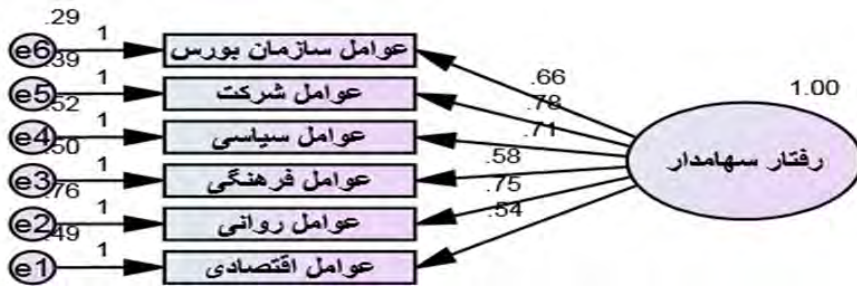 .29
e6 1 عوامل سازمان بورس .66
.39
e5 1 عوامل شرکت .78
.52
e4 1 عوامل سیاسی .71
.50
e3 1 عوامل فرهنگی .58
.76
e2 1 عوامل روانی .75
.49
e1 1 عوامل اقتصادی .54
1.00
رفتار سهامدار